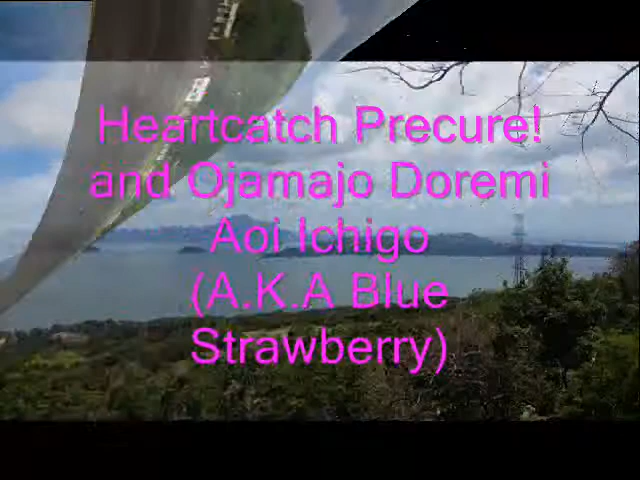 Heartcatch Precure!
and Ojamajo Doremi
Aoi Ichigo
(A.K.A Blue
Strawberry)